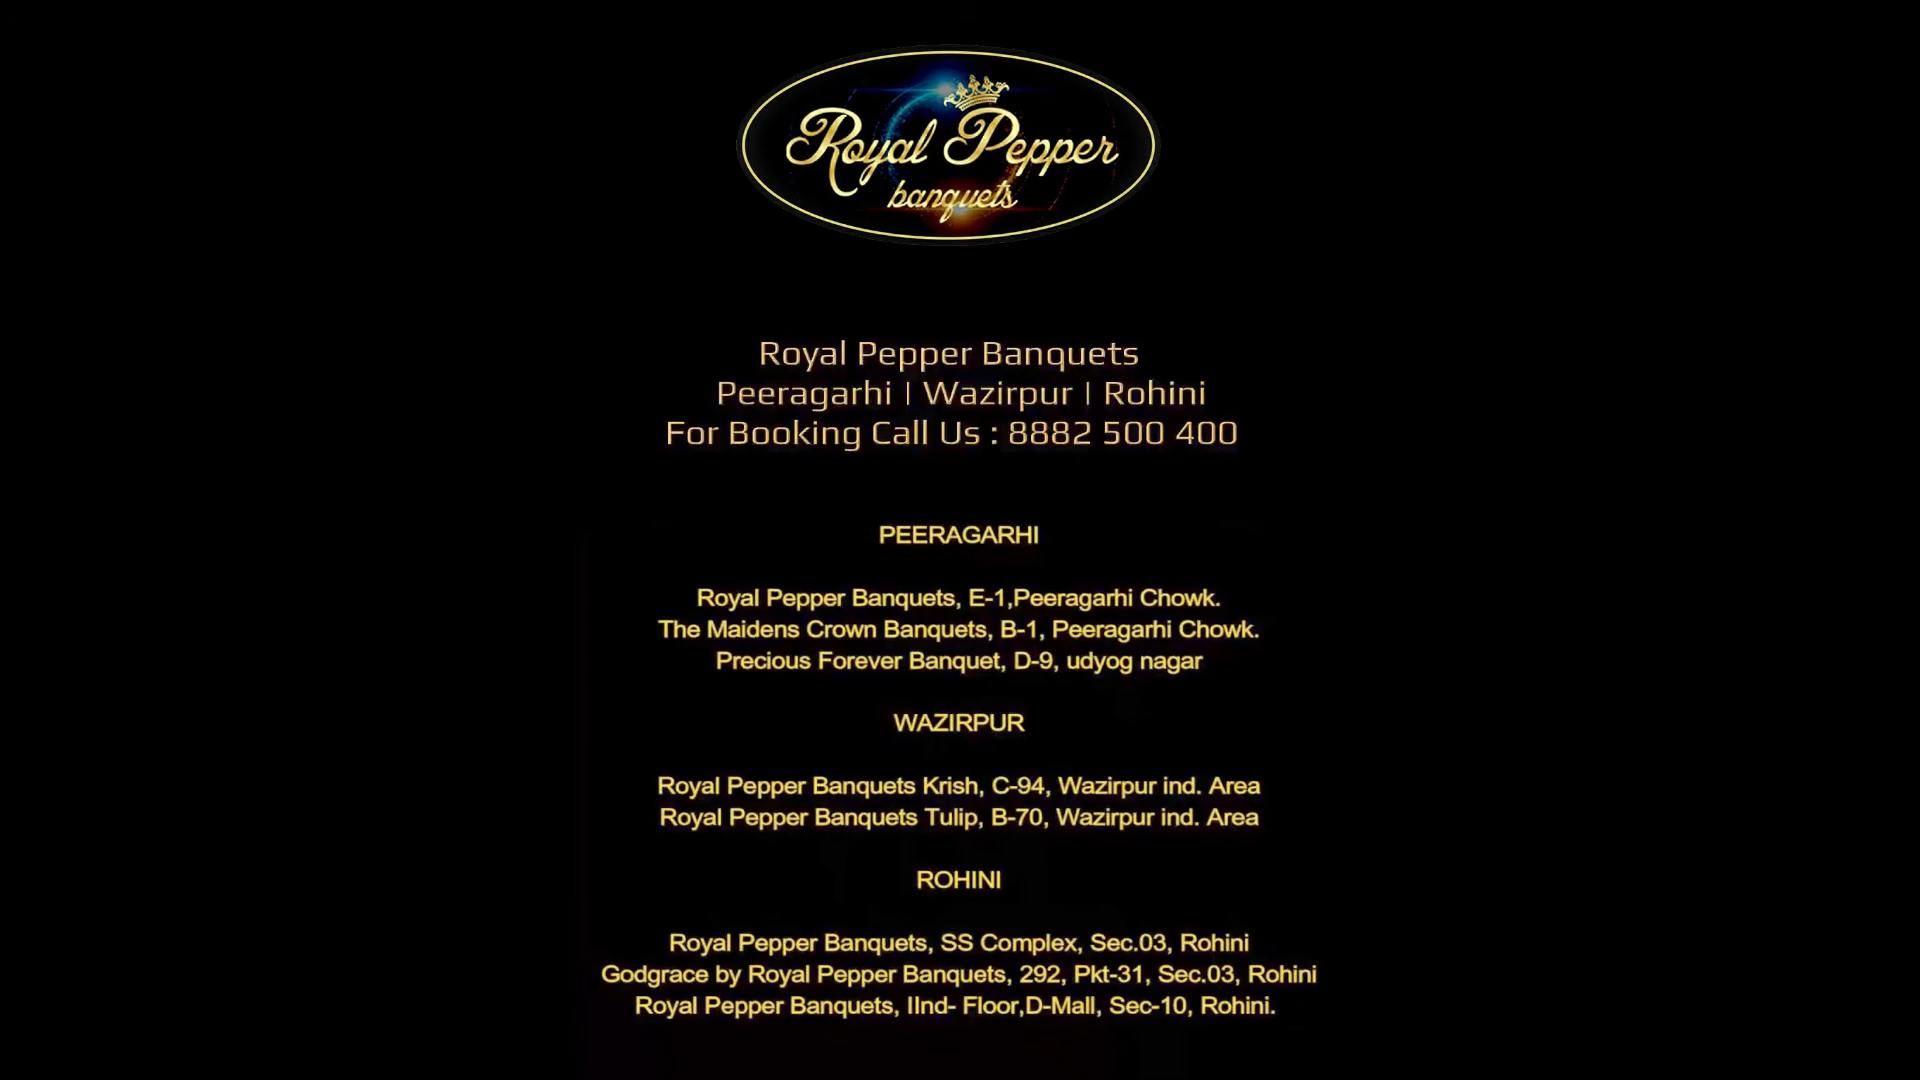 Royal Pepper
banquets
Royal Pepper Banquets
Peeragarhi | Wazirpur | Rohini
For Booking Call Us : 8882 500 400
PEERAGARHI
Royal Pepper Banquets, E-1,Peeragarhi Chowk.
The Maidens Crown Banquets, B-1, Peeragarhi Chowk.
Precious Forever Banquet, D-9, udyog nagar
WAZIRPUR
Royal Pepper Banquets Krish, C-94, Wazirpur ind. Area
Royal Pepper Banquets Tulip, B-70, Wazirpur ind. Area
ROHINI
Royal Pepper Banquets, SS Complex, Sec.03, Rohini
Godgrace by Royal Pepper Banquets, 292, Pkt-31, Sec.03, Rohini
Royal Pepper Banquets, IInd- Floor,D-Mall, Sec-10, Rohini.